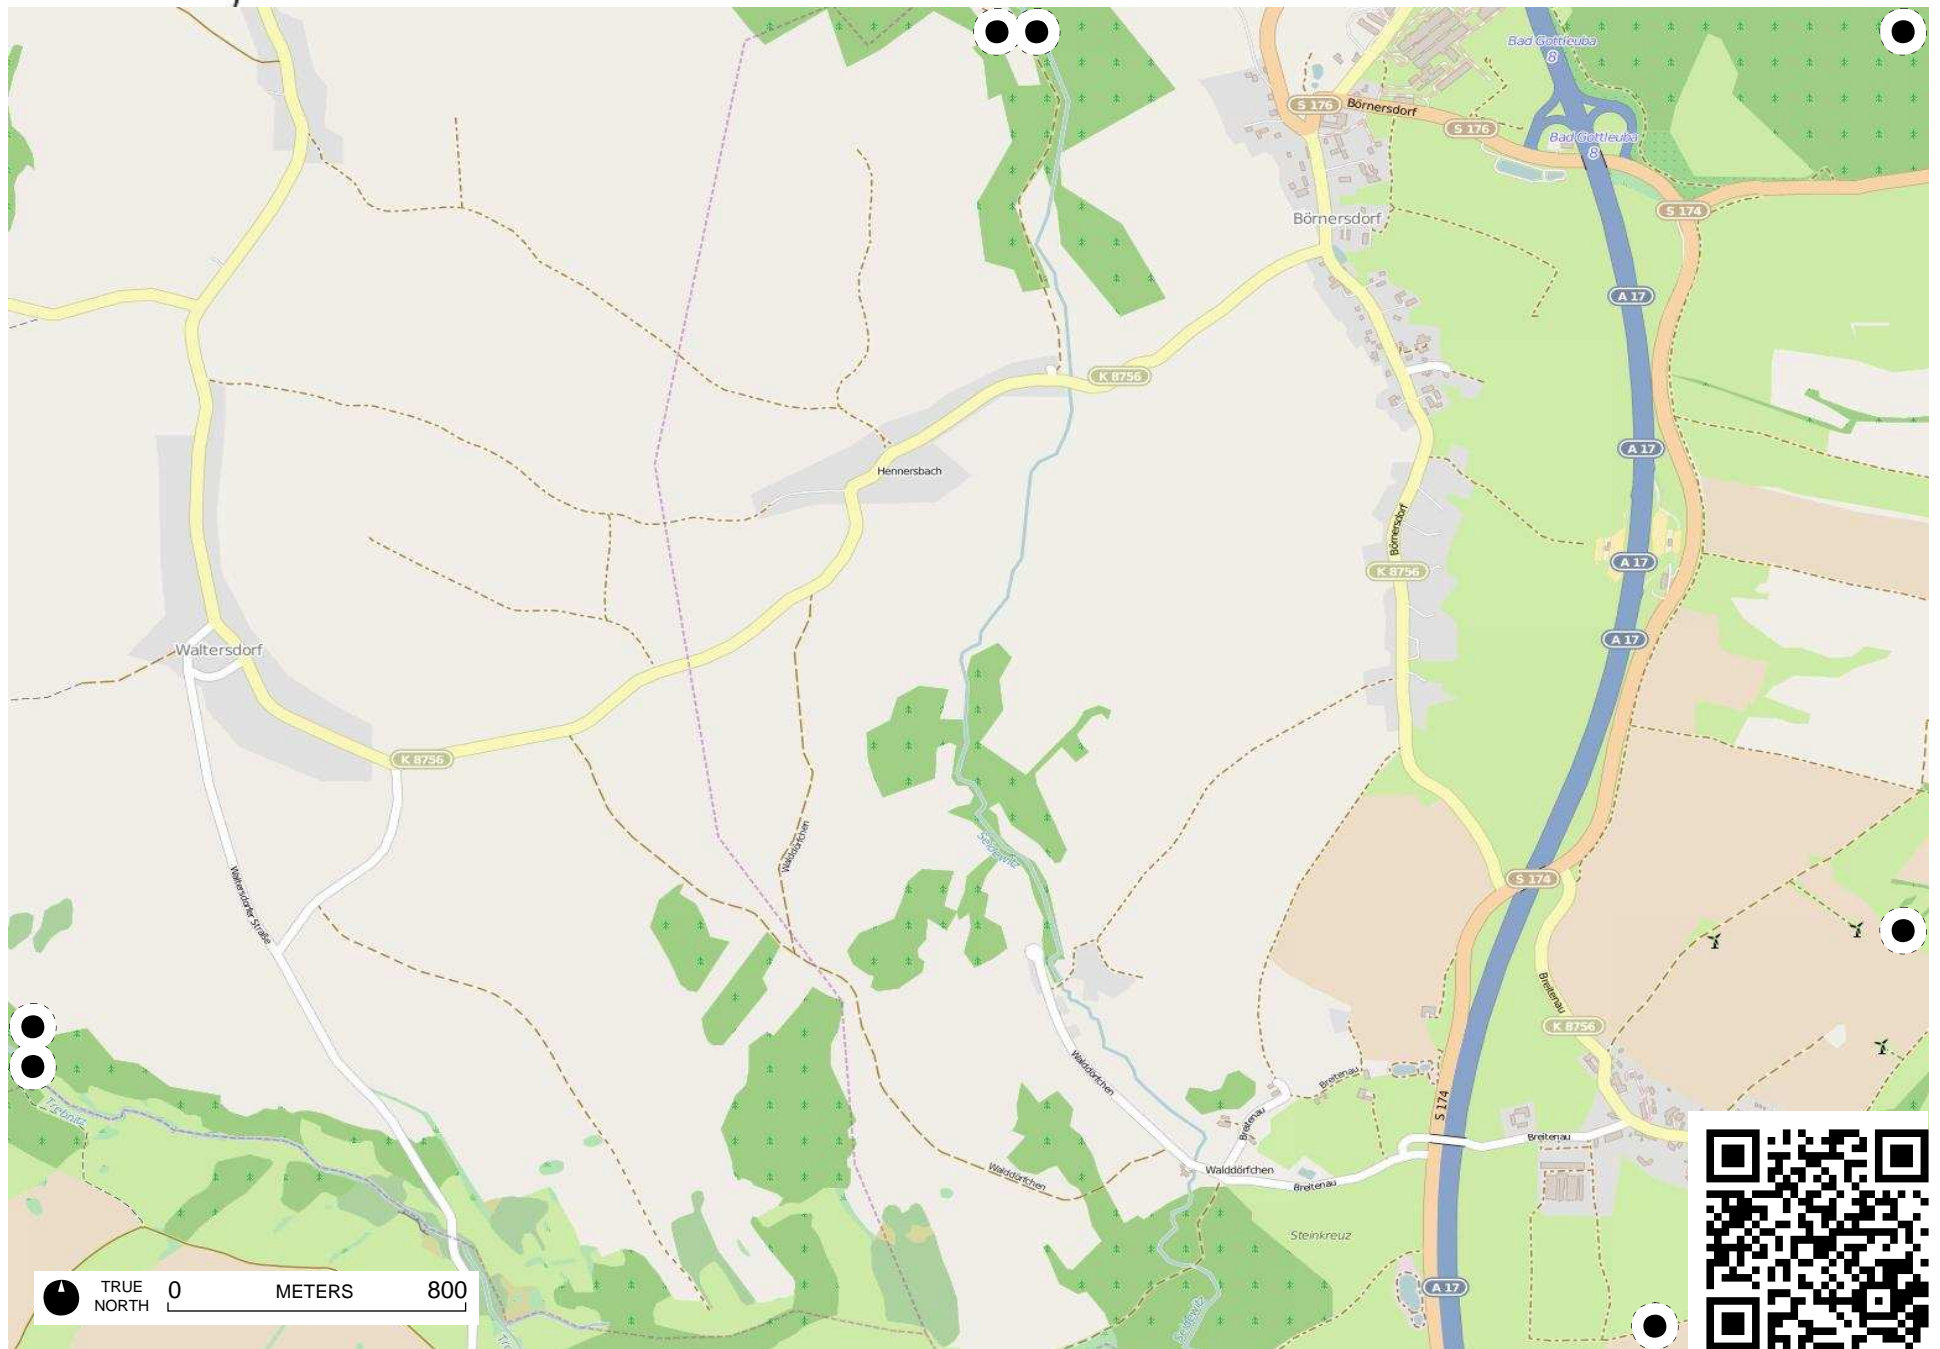 Bad Gottleuba
8
S 176
Börnersdorf
S 176
Bad Gottleuba
8
S 174
Börnersdorf
A 17
K 8756
A 17
Hennersbach
Börnersdorf
A 17
K 8756
A 17
Waltersdorf
K 8756
Walddörfchen
Seidewitz
Waltersdorfer Straße
S 174
Breitenau
K 8756
Walddörfchen
Breitenau
S 174
Trebnitz
Breitenau
Breitenau
Walddörfchen
Walddörfchen
Breitenau
Steinkreuz
A 17
Seidewitz
TRUE NORTH
0 METERS 800